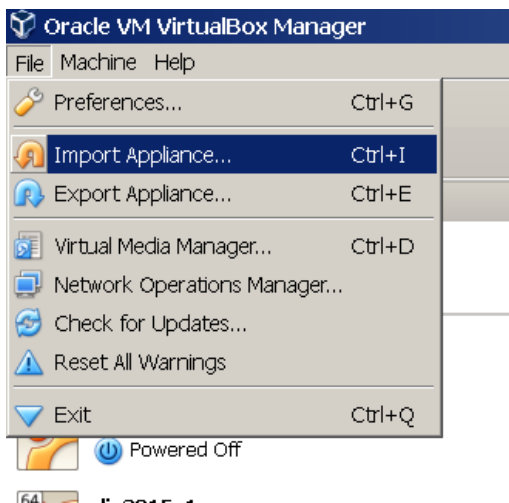 Oracle VM VirtualBox Manager
File Machine Help
Preferences... Ctrl+G
Import Appliance... Ctrl+I
Export Appliance... Ctrl+E
Virtual Media Manager... Ctrl+D
Network Operations Manager...
Check for Updates...
Reset All Warnings
Exit Ctrl+Q
Powered Off
64